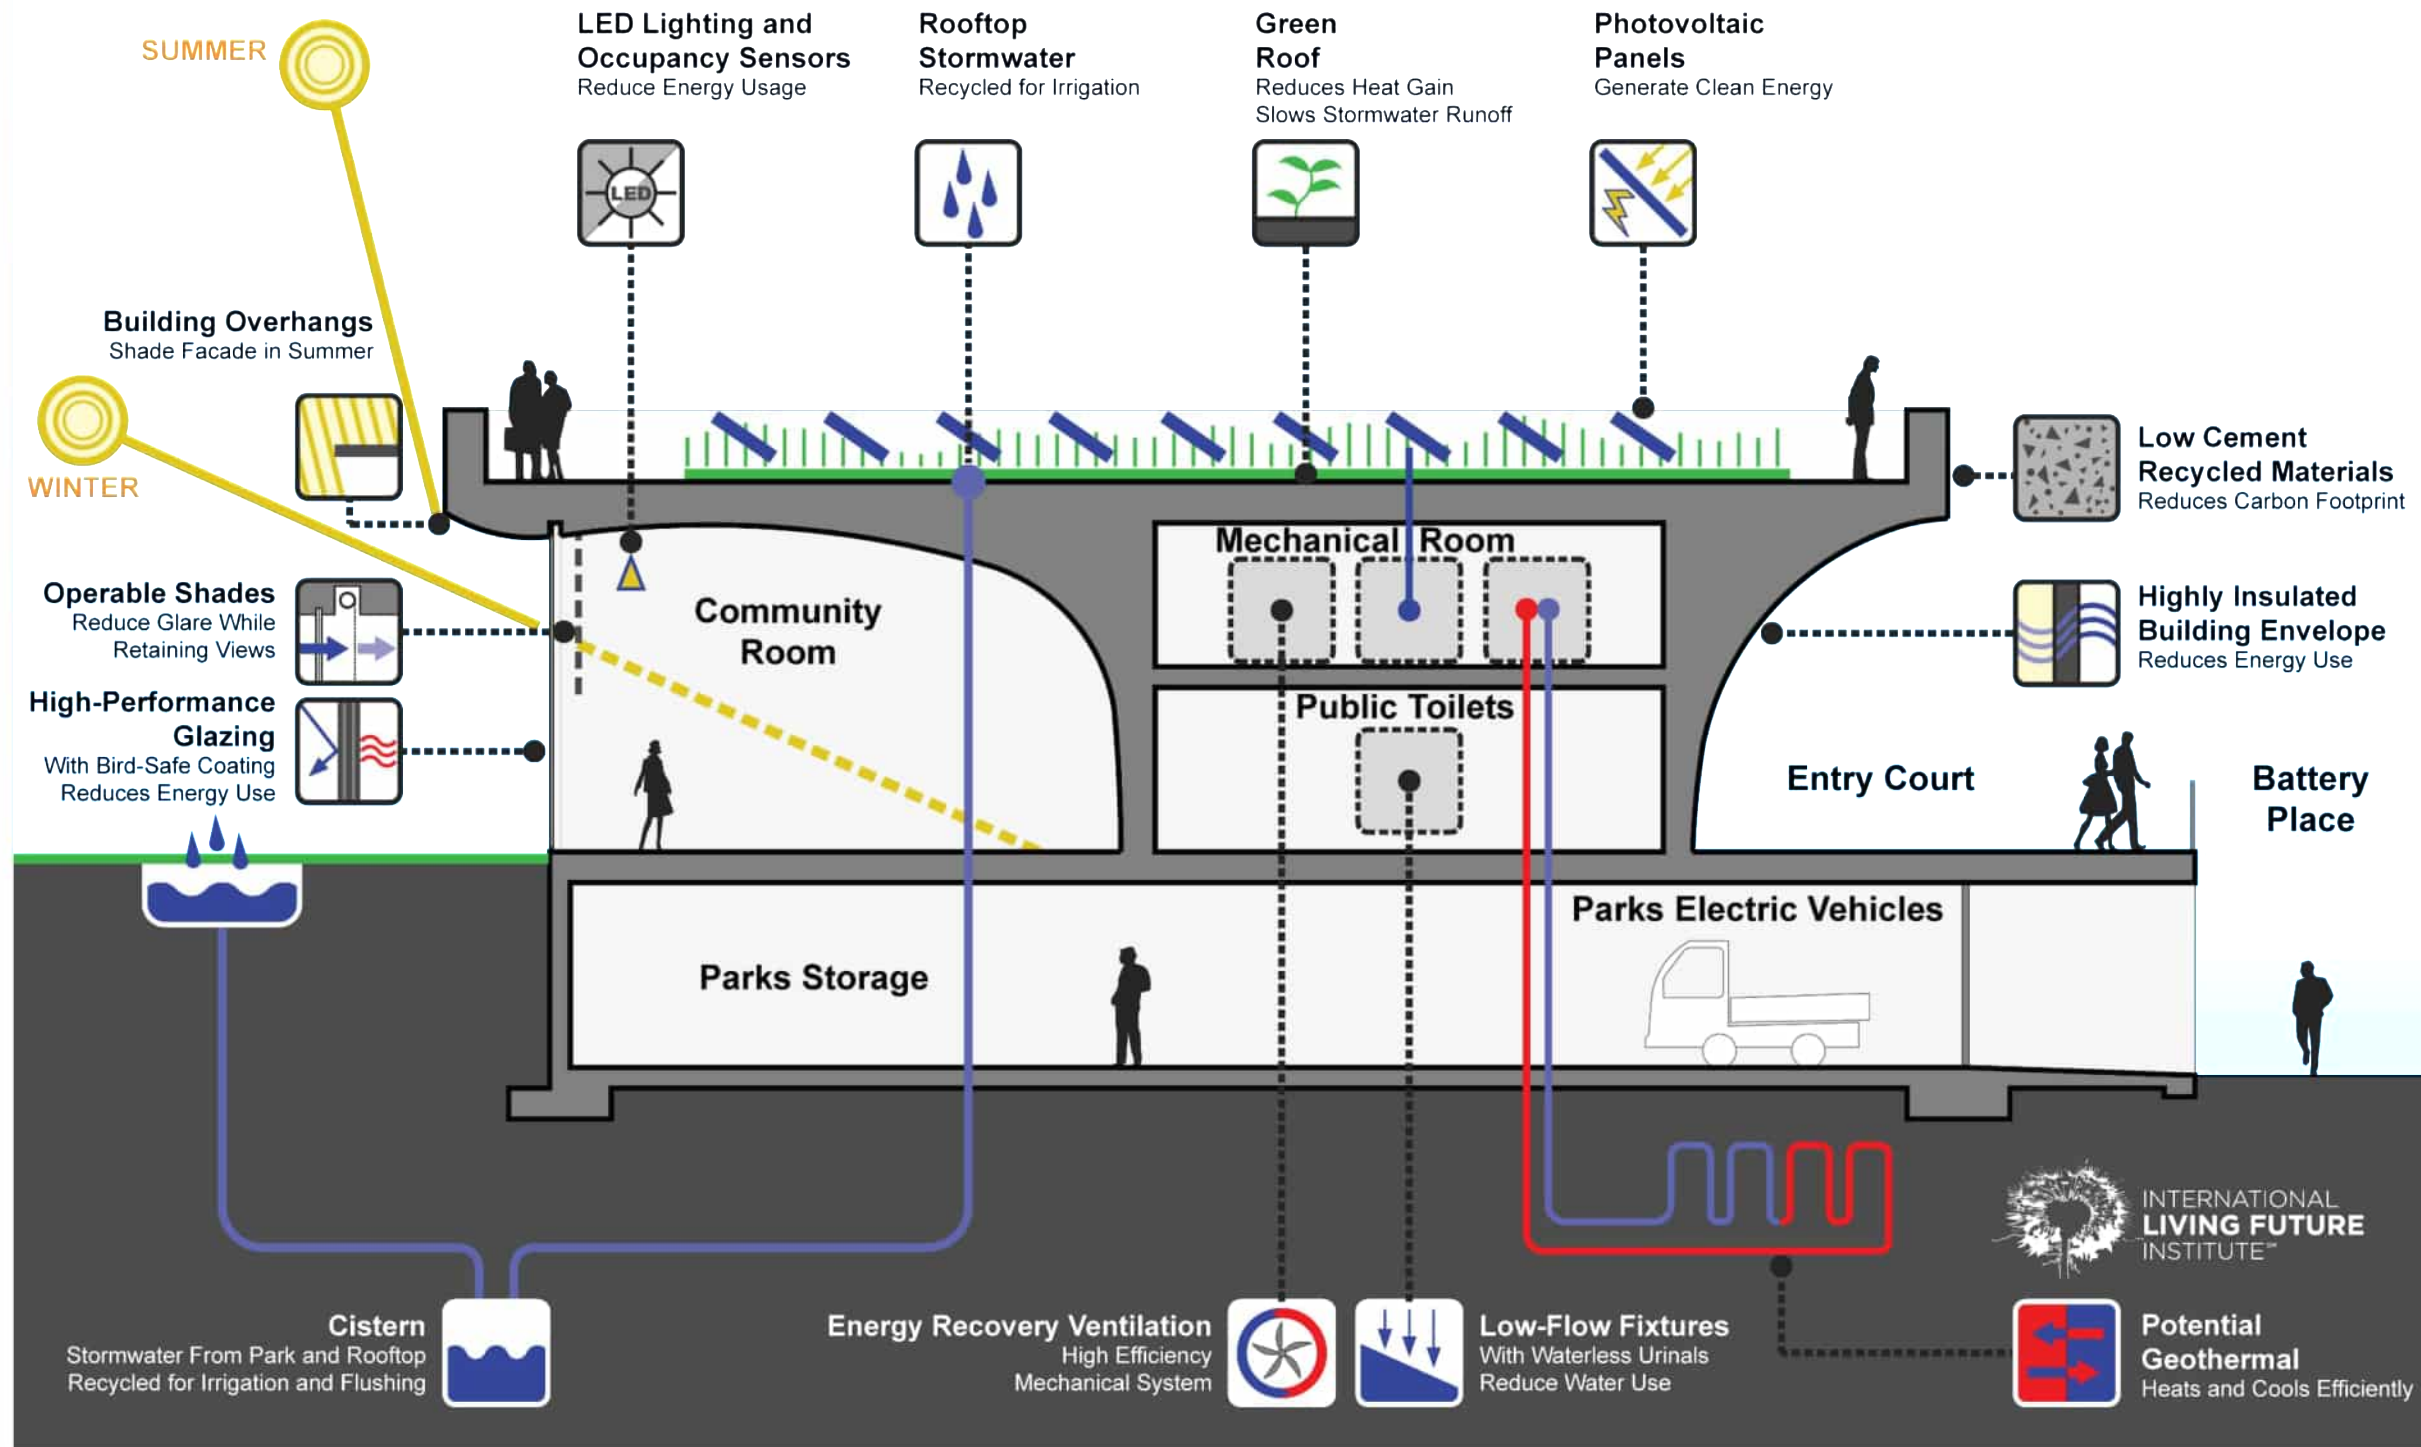 SUMMER
LED Lighting and
Occupancy Sensors
Reduce Energy Usage
Rooftop
Stormwater
Recycled for Irrigation
Green
Roof
Reduces Heat Gain
Slows Stormwater Runoff
Photovoltaic
Panels
Generate Clean Energy
LED
Building Overhangs
Shade Facade in Summer
WINTER
Low Cement
Recycled Materials
Reduces Carbon Footprint
Operable Shades
Reduce Glare While
Retaining Views
Community
Room
Mechanical Room
Highly Insulated
Building Envelope
Reduces Energy Use
High-Performance
Glazing
With Bird-Safe Coating
Reduces Energy Use
Public Toilets
Entry Court
Battery
Place
Parks Storage
Parks Electric Vehicles
INTERNATIONAL
LIVING FUTURE
INSTITUTE℠
Cistern
Stormwater From Park and Rooftop
Recycled for Irrigation and Flushing
Energy Recovery Ventilation
High Efficiency
Mechanical System
Low-Flow Fixtures
With Waterless Urinals
Reduce Water Use
Potential
Geothermal
Heats and Cools Efficiently